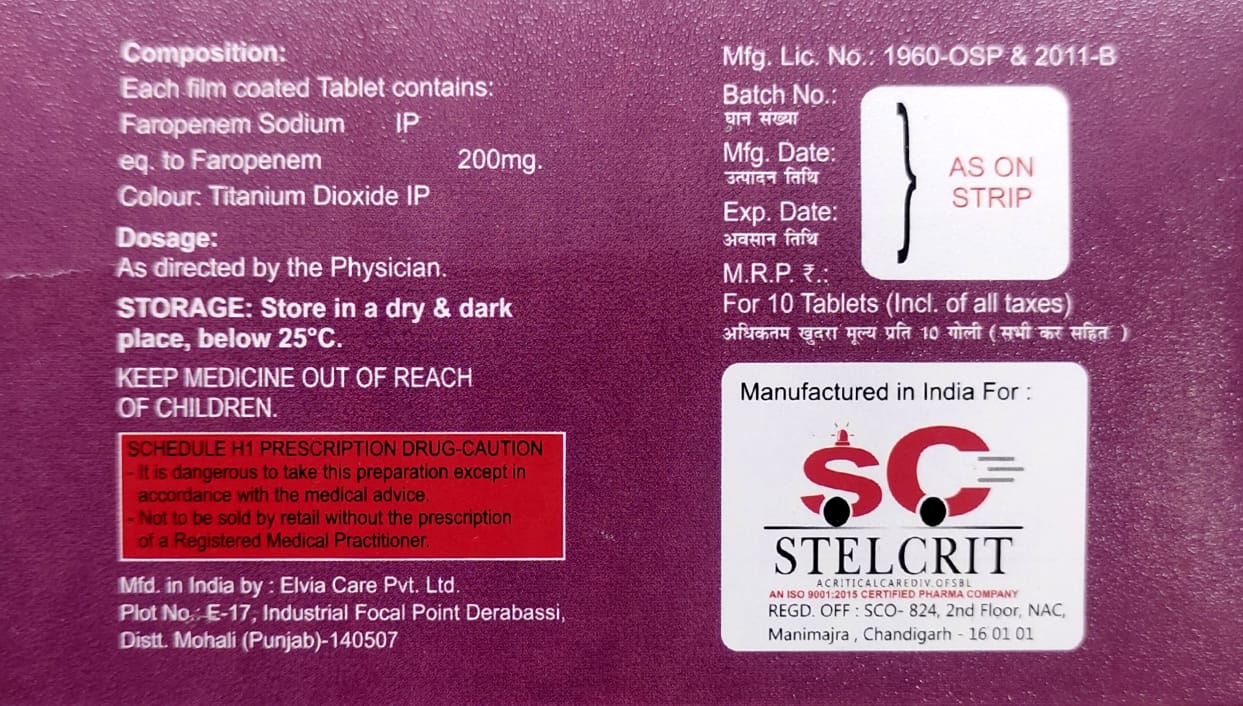 Composition:
Each film coated Tablet contains:
Faropenem Sodium IP
eq. to Faropenem 200mg.
Colour: Titanium Dioxide IP
Dosage:
As directed by the Physician.
STORAGE: Store in a dry & dark
place, below 25°C.
KEEP MEDICINE OUT OF REACH
OF CHILDREN.
SCHEDULE H1 PRESCRIPTION DRUG-CAUTION
- It is dangerous to take this preparation except in
accordance with the medical advice.
- Not to be sold by retail without the prescription
of a Registered Medical Practitioner.
Mfd. in India by : Elvia Care Pvt. Ltd.
Plot No.: E-17, Industrial Focal Point Derabassi,
Distt. Mohali (Punjab)-140507
Mfg. Lic. No.: 1960-OSP & 2011-B
Batch No.:
घान संख्या
Mfg. Date:
उत्पादन तिथि
Exp. Date:
अवसान तिथि
M.R.P. ₹.:
AS ON
STRIP
For 10 Tablets (Incl. of all taxes)
अधिकतम खुदरा मूल्य प्रति 10 गोली ( सभी कर सहित )
Manufactured in India For :
SC
STELCRIT
A CRITICAL CARE DIV. OF SBL
AN ISO 9001:2015 CERTIFIED PHARMA COMPANY
REGD. OFF : SCO- 824, 2nd Floor, NAC,
Manimajra , Chandigarh - 16 01 01